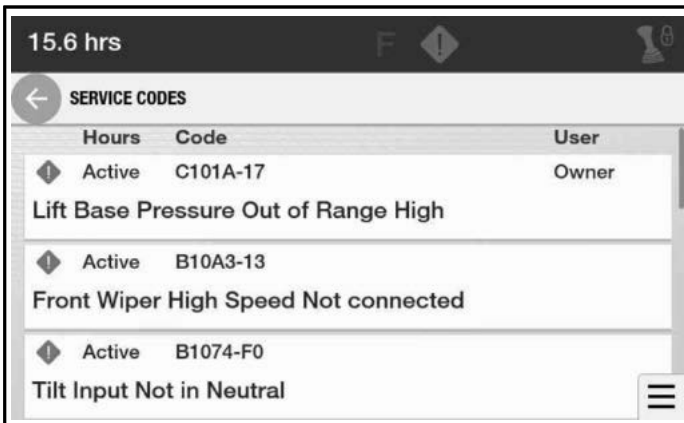 15.6 hrs F
SERVICE CODES
Hours Code User
Active C101A-17 Owner
Lift Base Pressure Out of Range High
Active B10A3-13
Front Wiper High Speed Not connected
Active B1074-F0
Tilt Input Not in Neutral